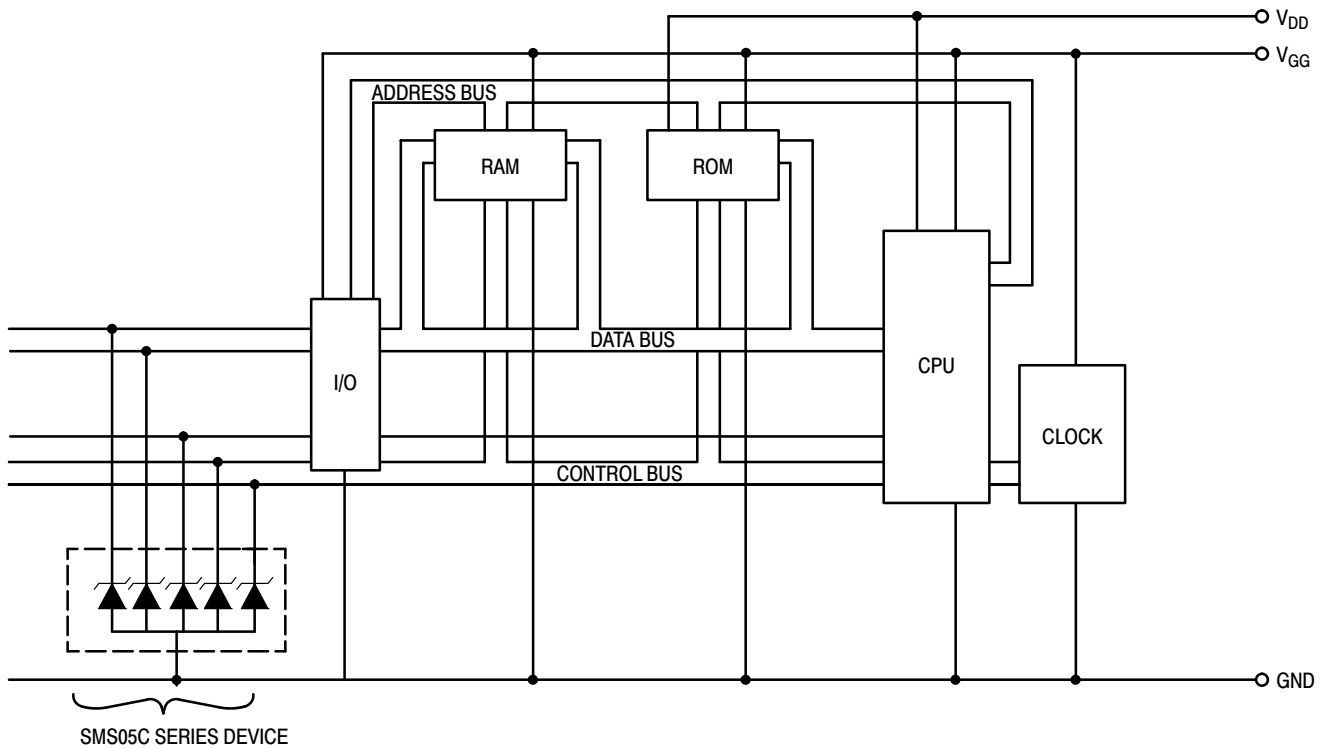 VDD
VGG
ADDRESS BUS
RAM
ROM
DATA BUS
I/O
CPU
CLOCK
CONTROL BUS
GND
SMS05C SERIES DEVICE